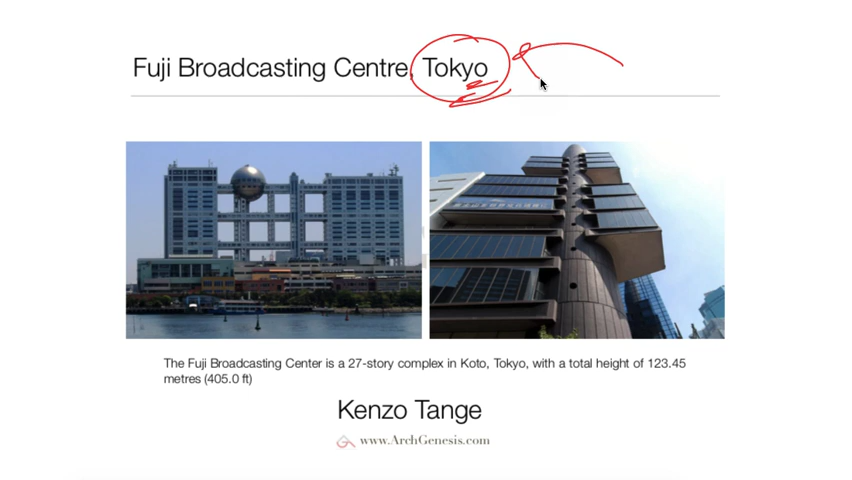 Fuji Broadcasting Centre, Tokyo
The Fuji Broadcasting Center is a 27-story complex in Koto, Tokyo, with a total height of 123.45
metres (405.0 ft)
Kenzo Tange
www.ArchGenesis.com